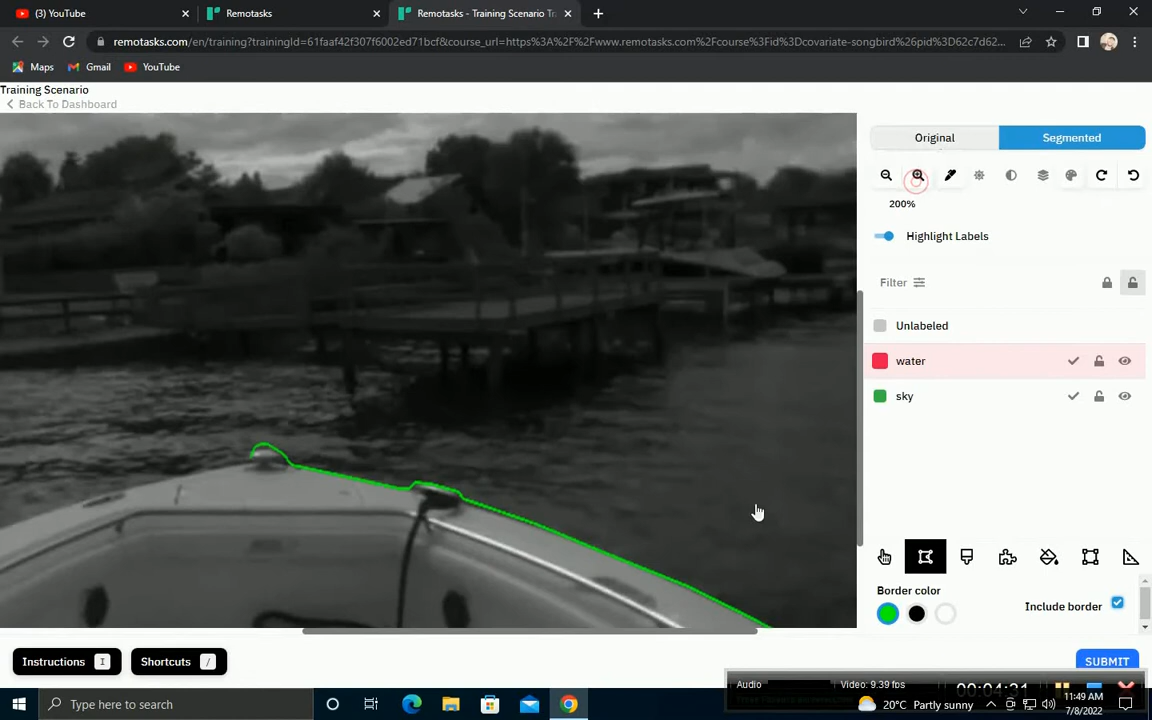 (3) YouTube
Remotasks
Remotasks - Training Scenario Tr
remotasks.com/en/training?trainingId=61faaf42f307f6002ed71bcf&course_url=https%3A%2F%2Fwww.remotasks.com%2Fcourse%3Fid%3Dcovariate-songbird%26pid%3D62c7d62...
Maps
Gmail
YouTube
Training Scenario
Back To Dashboard
Original
Segmented
200%
Highlight Labels
Filter
Unlabeled
water
sky
Border color
Include border
Instructions I
Shortcuts /
SUBMIT
Audio
Video: 9.39 fps
00:04:31
Type here to search
20°C Partly sunny
11:49 AM
7/8/2022